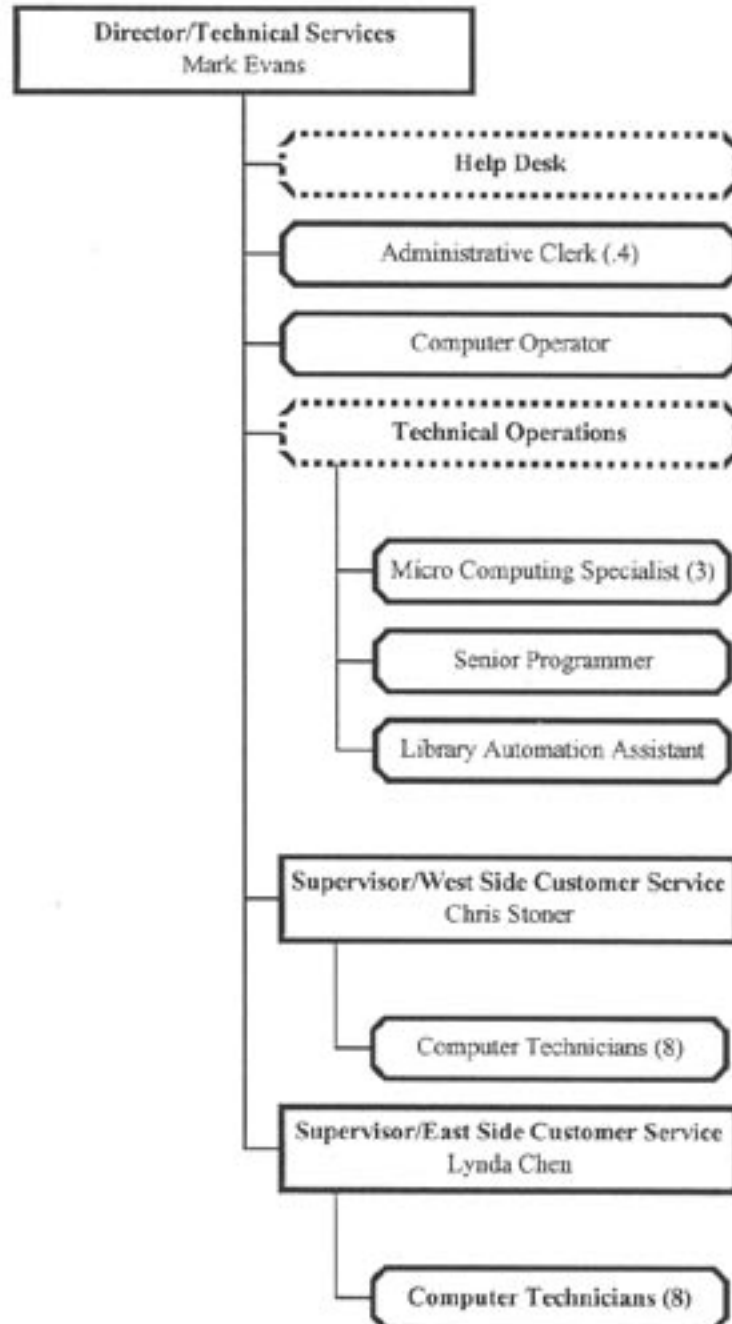 Director/Technical Services
Mark Evans
Help Desk
Administrative Clerk (.4)
Computer Operator
Technical Operations
Micro Computing Specialist (3)
Senior Programmer
Library Automation Assistant
Supervisor/West Side Customer Service
Chris Stoner
Computer Technicians (8)
Supervisor/East Side Customer Service
Lynda Chen
Computer Technicians (8)